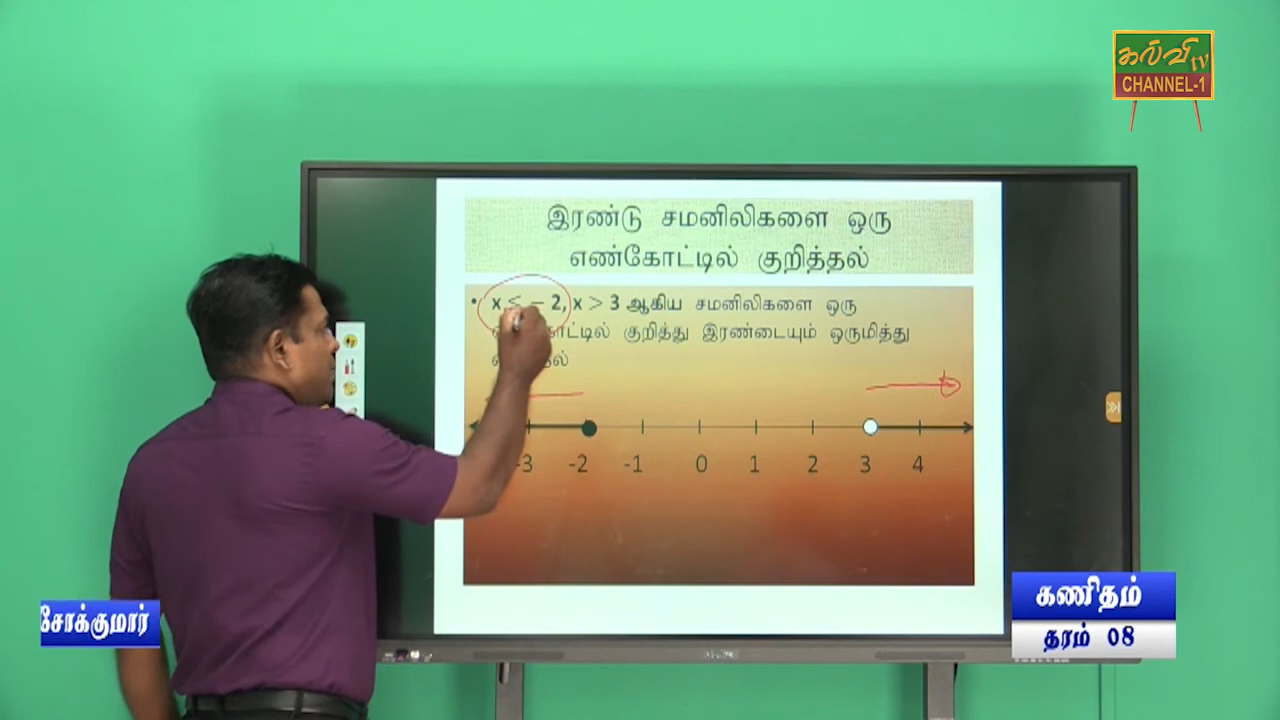 கல்வி tv
CHANNEL-1
இரண்டு சமனிலிகளை ஒரு
எண்கோட்டில் குறித்தல்
• x ≤ − 2, x > 3 ஆகிய சமனிலிகளை ஒரு
குறித்து இரண்டையும் ஒருமித்து
-3 -2 -1 0 1 2 3 4
சோக்குமார்
கணிதம்
தரம் 08